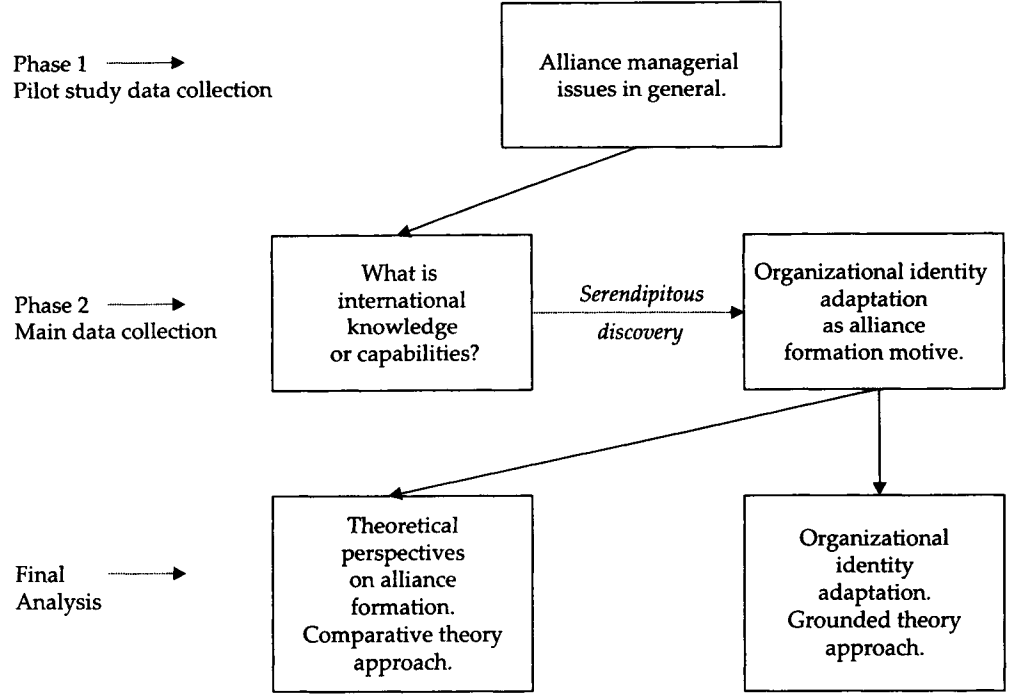 Phase 1
Pilot study data collection
Alliance managerial
issues in general.
Phase 2
Main data collection
What is
international
knowledge
or capabilities?
Serendipitous
discovery
Organizational identity
adaptation
as alliance
formation motive.
Final
Analysis
Theoretical
perspectives
on alliance
formation.
Comparative theory
approach.
Organizational
identity
adaptation.
Grounded theory
approach.